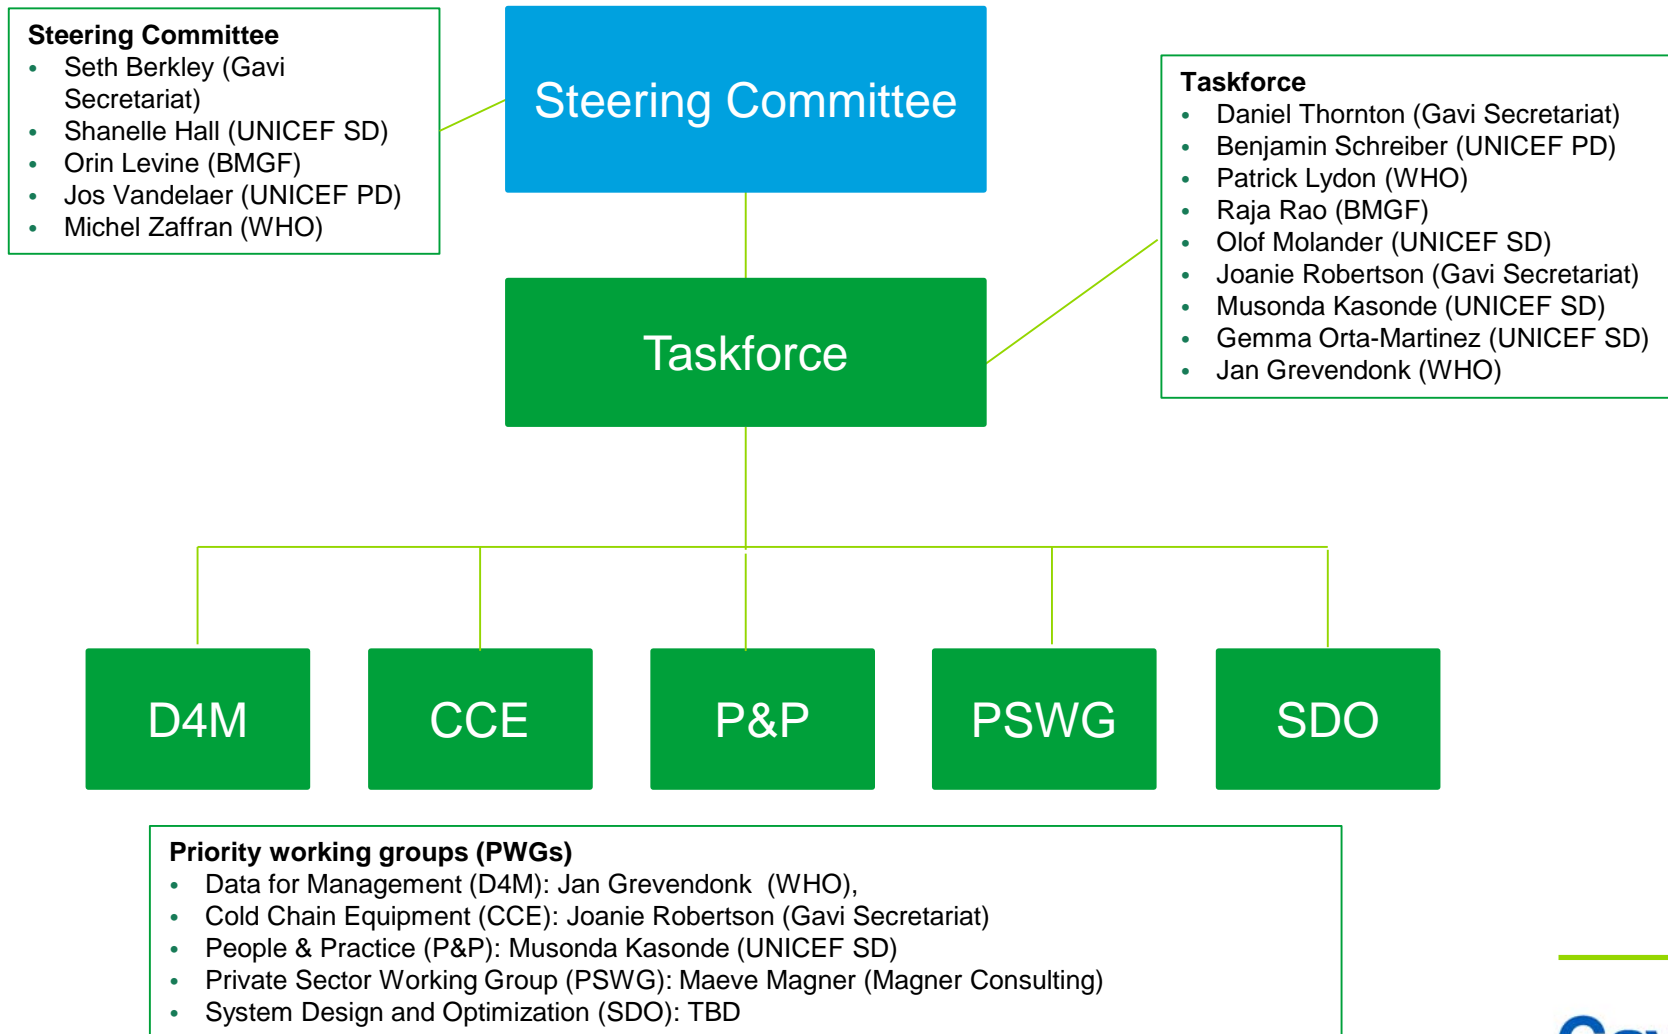 Steering Committee
• Seth Berkley (Gavi
Secretariat)
• Shanelle Hall (UNICEF SD)
• Orin Levine (BMGF)
• Jos Vandelaer (UNICEF PD)
• Michel Zaffran (WHO)
Steering Committee
Taskforce
• Daniel Thornton (Gavi Secretariat)
• Benjamin Schreiber (UNICEF PD)
• Patrick Lydon (WHO)
• Raja Rao (BMGF)
• Olof Molander (UNICEF SD)
• Joanie Robertson (Gavi Secretariat)
• Musonda Kasonde (UNICEF SD)
• Gemma Orta-Martinez (UNICEF SD)
• Jan Grevendonk (WHO)
Taskforce
D4M
CCE
P&P
PSWG
SDO
Priority working groups (PWGs)
• Data for Management (D4M): Jan Grevendonk (WHO),
• Cold Chain Equipment (CCE): Joanie Robertson (Gavi Secretariat)
• People & Practice (P&P): Musonda Kasonde (UNICEF SD)
• Private Sector Working Group (PSWG): Maeve Magner (Magner Consulting)
• System Design and Optimization (SDO): TBD